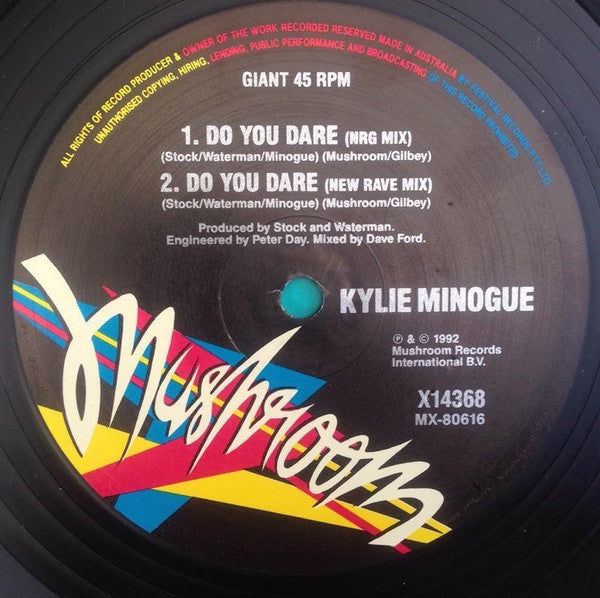 ALL RIGHTS OF RECORD PRODUCER & OWNER OF THE WORK RECORDED RESERVED MADE IN AUSTRALIA BY FESTIVAL RECORDS PTY. LTD.
UNAUTHORISED COPYING, HIRING, LENDING, PUBLIC PERFORMANCE AND BROADCASTING OF THIS RECORD PROHIBITED
GIANT 45 RPM
1. DO YOU DARE (NRG MIX)
(Stock/Waterman/Minogue) (Mushroom/Gilbey)
2. DO YOU DARE (NEW RAVE MIX)
(Stock/Waterman/Minogue) (Mushroom/Gilbey)
Produced by Stock and Waterman.
Engineered by Peter Day. Mixed by Dave Ford.
KYLIE MINOGUE
℗ & © 1992
Mushroom Records
International B.V.
X14368
MX-80616
Mushroom